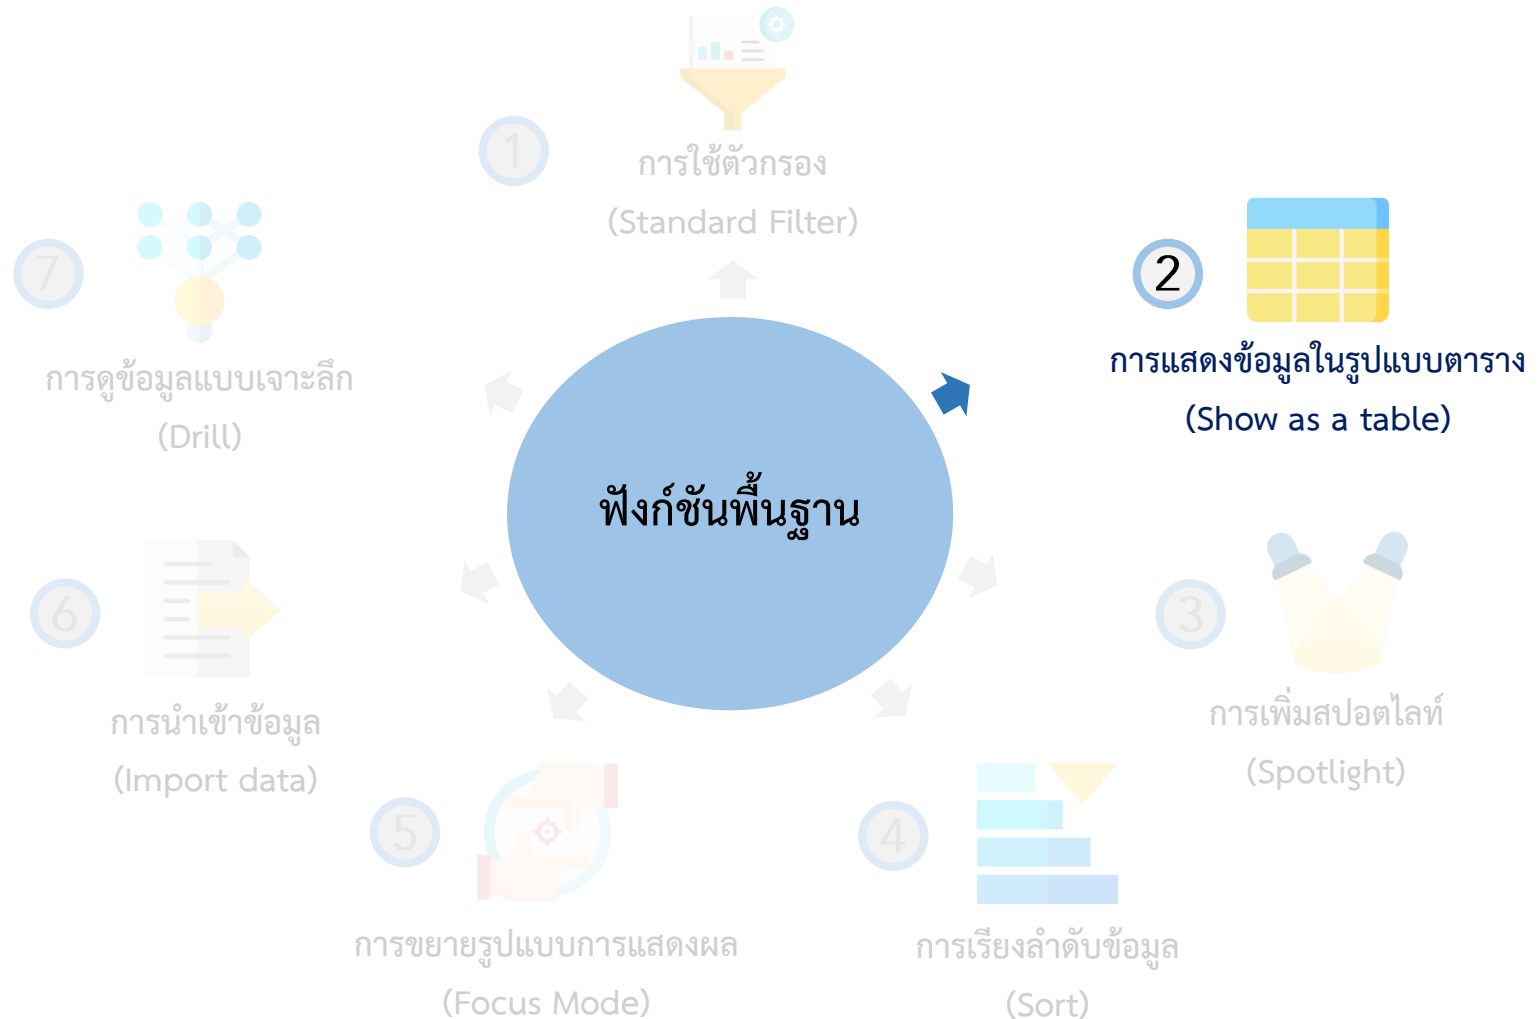 1
การใช้ตัวกรอง
(Standard Filter)
2
การแสดงข้อมูลในรูปแบบตาราง
(Show as a table)
7
การดูข้อมูลแบบเจาะลึก
(Drill)
ฟังก์ชันพื้นฐาน
3
การเพิ่มสปอตไลท์
(Spotlight)
6
การนำเข้าข้อมูล
(Import data)
5
การขยายรูปแบบการแสดงผล
(Focus Mode)
4
การเรียงลำดับข้อมูล
(Sort)